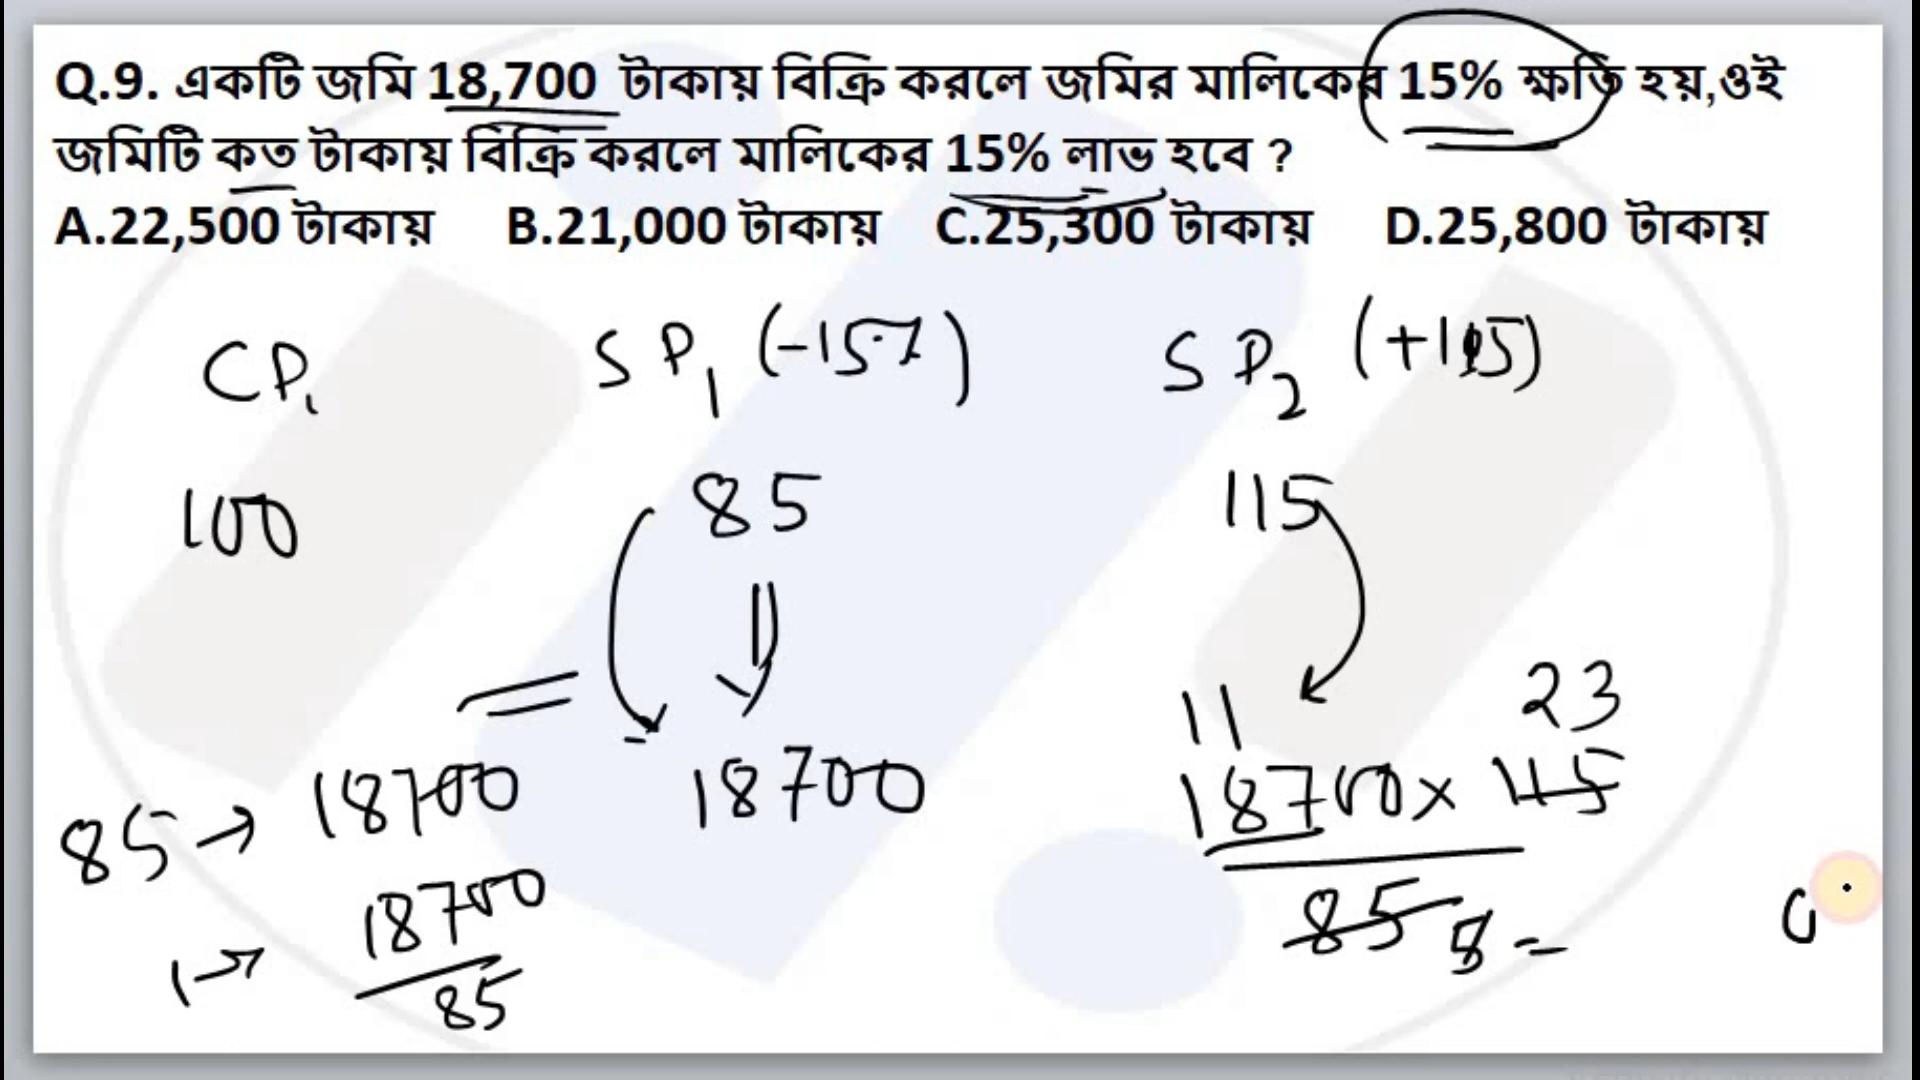 Q.9. একটি জমি 18,700 টাকায় বিক্রি করলে জমির মালিকের 15% ক্ষতি হয়,ওই
জমিটি কত টাকায় বিক্রি করলে মালিকের 15% লাভ হবে ?
A.22,500 টাকায় B.21,000 টাকায় C.25,300 টাকায় D.25,800 টাকায়
CP, SP₁ (-15%) SP₂ (+115)
100 85 115
11 23
85 → 18700 18700 18700 x 115
1 → 18700 85 5 =
85
0